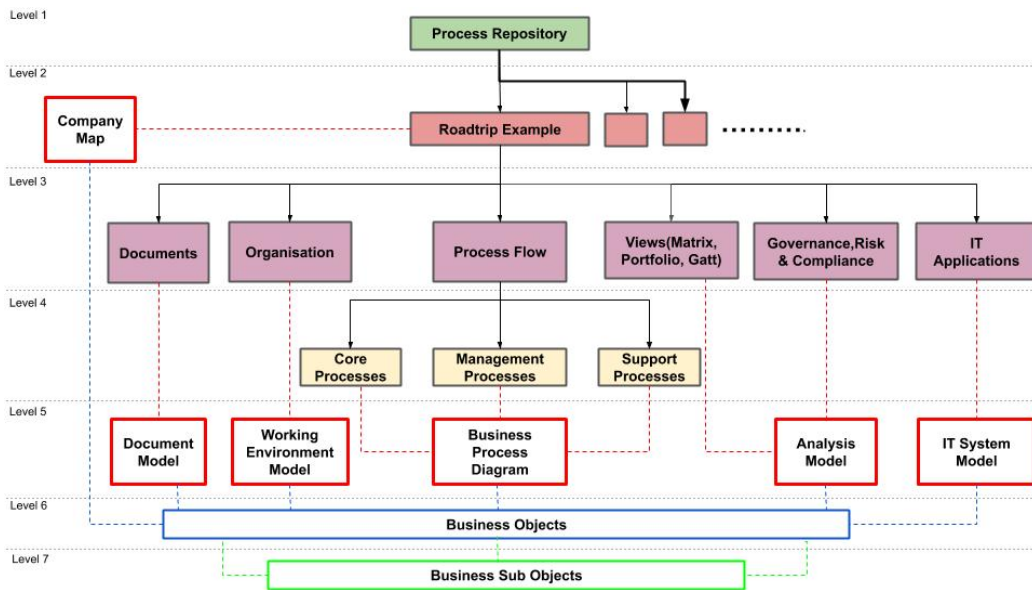 Level 1
Process Repository
Level 2
Company
Map
Roadtrip Example
Level 3
Documents
Organisation
Process Flow
Views(Matrix,
Portfolio, Gatt)
Governance,Risk
& Compliance
IT
Applications
Level 4
Core
Processes
Management
Processes
Support
Processes
Level 5
Document
Model
Working
Environment
Model
Business
Process
Diagram
Analysis
Model
IT System
Model
Level 6
Business Objects
Level 7
Business Sub Objects